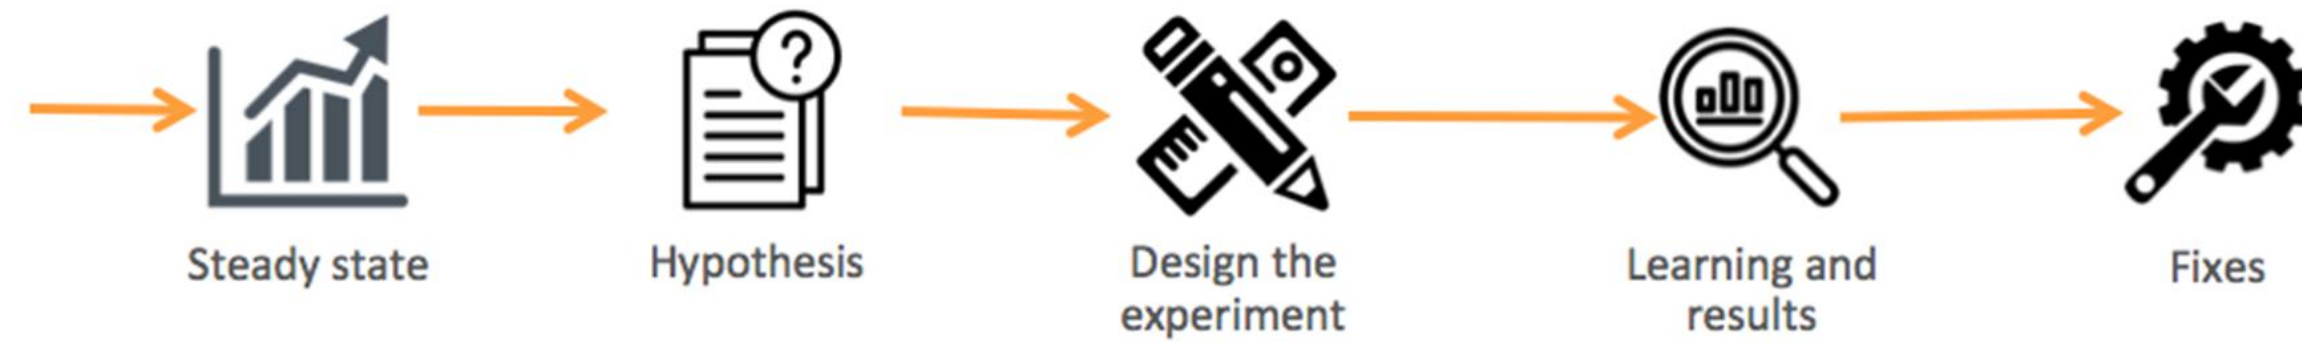 ?
Steady state
Hypothesis
Design the
experiment
Learning and
results
Fixes